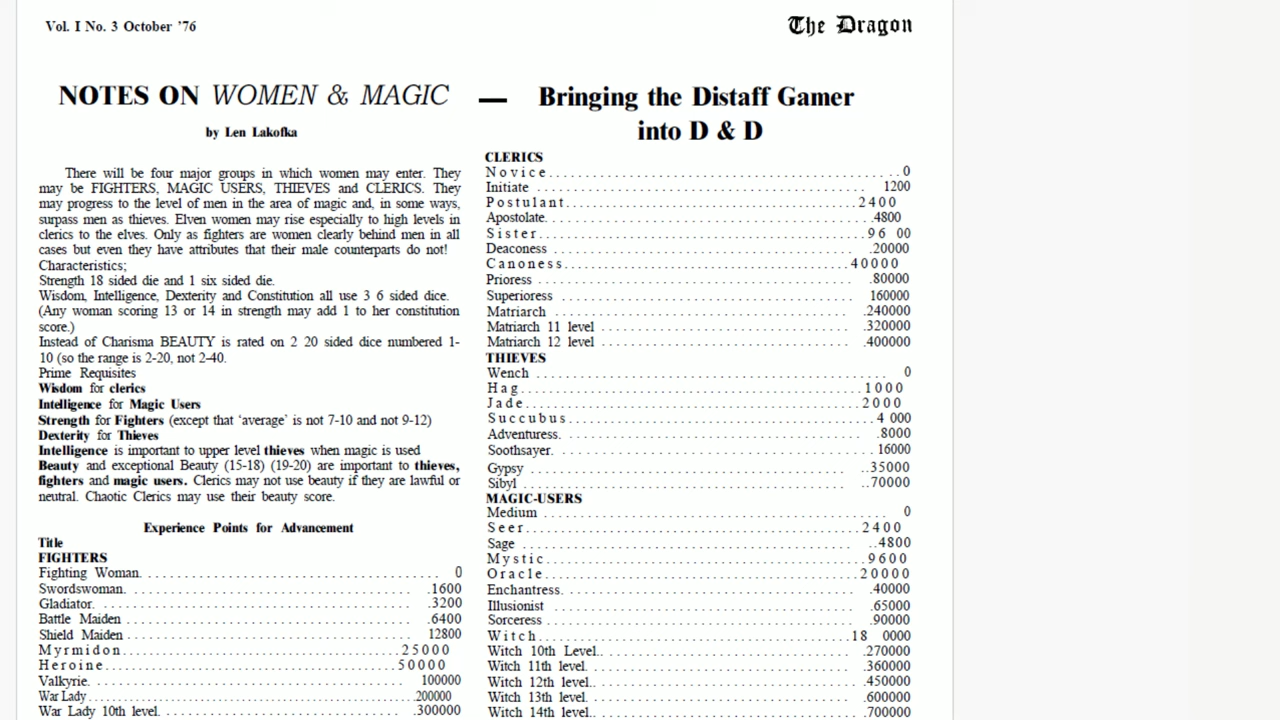 Vol. I No. 3 October '76
The Dragon
NOTES ON WOMEN & MAGIC — Bringing the Distaff Gamer
into D & D
by Len Lakofka
There will be four major groups in which women may enter. They
may be FIGHTERS, MAGIC USERS, THIEVES and CLERICS. They
may progress to the level of men in the area of magic and, in some ways,
surpass men as thieves. Elven women may rise especially to high levels in
clerics to the elves. Only as fighters are women clearly behind men in all
cases but even they have attributes that their male counterparts do not!
Characteristics;
Strength 18 sided die and 1 six sided die.
Wisdom, Intelligence, Dexterity and Constitution all use 3 6 sided dice.
(Any woman scoring 13 or 14 in strength may add 1 to her constitution
score.)
Instead of Charisma BEAUTY is rated on 2 20 sided dice numbered 1-
10 (so the range is 2-20, not 2-40.
Prime Requisites
Wisdom for clerics
Intelligence for Magic Users
Strength for Fighters (except that 'average' is not 7-10 and not 9-12)
Dexterity for Thieves
Intelligence is important to upper level thieves when magic is used
Beauty and exceptional Beauty (15-18) (19-20) are important to thieves,
fighters and magic users. Clerics may not use beauty if they are lawful or
neutral. Chaotic Clerics may use their beauty score.
Experience Points for Advancement
Title
FIGHTERS
Fighting Woman. 0
Swordswoman. 1600
Gladiator. 3200
Battle Maiden 6400
Shield Maiden 12800
Myrmidon 25000
Heroine 50000
Valkyrie. 100000
War Lady 200000
War Lady 10th level. 300000
CLERICS
Novice 0
Initiate 1200
Postulant 2400
Apostolate. 4800
Sister 96 00
Deaconess 20000
Canoness 40000
Prioress 80000
Superioress 160000
Matriarch 240000
Matriarch 11 level 320000
Matriarch 12 level 400000
THIEVES
Wench 0
Hag 1000
Jade 2000
Succubus 4 000
Adventuress. 8000
Soothsayer. 16000
Gypsy 35000
Sibyl 70000
MAGIC-USERS
Medium 0
Seer 2400
Sage 4800
Mystic 9600
Oracle 20000
Enchantress. 40000
Illusionist 65000
Sorceress 90000
Witch 18 0000
Witch 10th Level. 270000
Witch 11th level. 360000
Witch 12th level. 450000
Witch 13th level. 600000
Witch 14th level. 700000